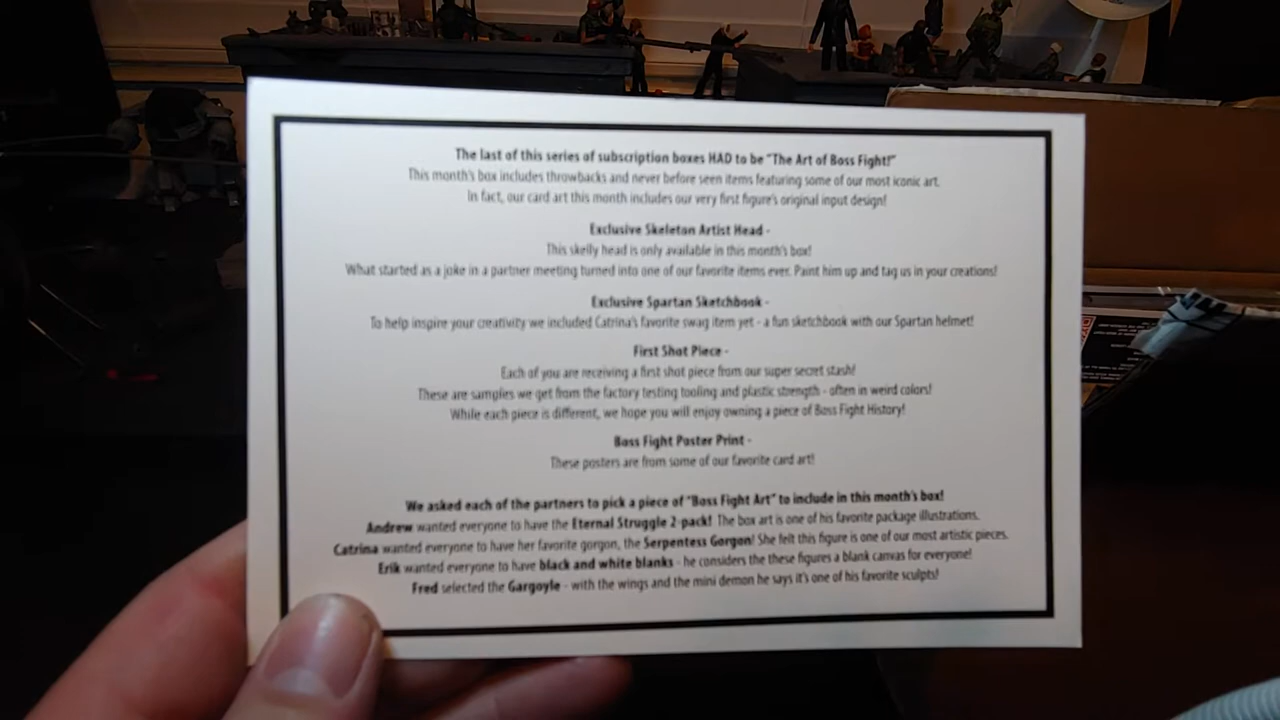 The last of this series of subscription boxes HAD to be "The Art of Boss Fight!"
This month's box includes throwbacks and never before seen items featuring some of our most iconic art.
In fact, our card art this month includes our very first figure's original input design!
Exclusive Skeleton Artist Head -
This skelly head is only available in this month's box!
What started as a joke in a partner meeting turned into one of our favorite items ever. Paint him up and tag us in your creations!
Exclusive Spartan Sketchbook -
To help inspire your creativity we included Catrina's favorite swag item yet - a fun sketchbook with our Spartan helmet!
First Shot Piece -
Each of you are receiving a first shot piece from our super secret stash!
These are samples we get from the factory testing tooling and plastic strength - often in weird colors!
While each piece is different, we hope you will enjoy owning a piece of Boss Fight History!
Boss Fight Poster Print -
These posters are from some of our favorite card art!
We asked each of the partners to pick a piece of "Boss Fight Art" to include in this month's box!
Andrew wanted everyone to have the Eternal Struggle 2-pack! The box art is one of his favorite package illustrations.
Catrina wanted everyone to have her favorite gorgon, the Serpentess Gorgon! She felt this figure is one of our most artistic pieces.
Erik wanted everyone to have black and white blanks - he considers the these figures a blank canvas for everyone!
Fred selected the Gargoyle - with the wings and the mini demon he says it's one of his favorite sculpts!